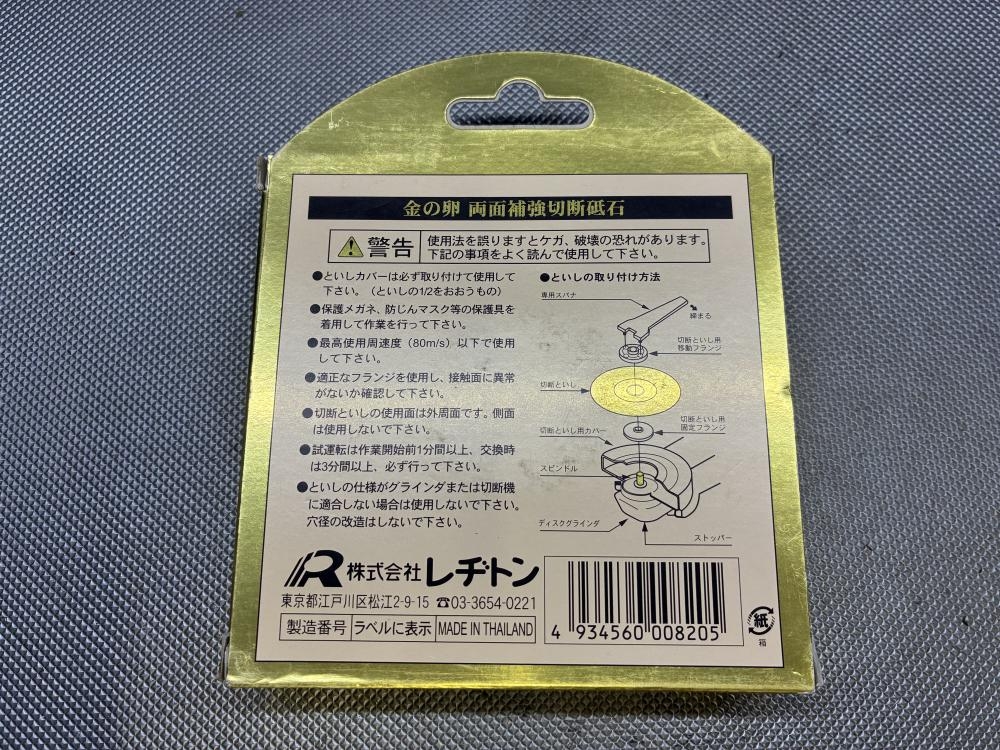 金の卵 両面補強切断砥石
警告
使用法を誤りますとケガ、破壊の恐れがあります。
下記の事項をよく読んで使用して下さい。
●といしカバーは必ず取り付けて使用して
下さい。（といしの1/2をおおうもの）
●保護メガネ、防じんマスク等の保護具を
着用して作業を行って下さい。
●最高使用周速度（80m/s）以下で使用
して下さい。
●適正なフランジを使用し、接触面に異常
がないか確認して下さい。
●切断といしの使用面は外周面です。側面
は使用しないで下さい。
●試運転は作業開始前1分間以上、交換時
は3分間以上、必ず行って下さい。
●といしの仕様がグラインダまたは切断機
に適合しない場合は使用しないで下さい。
穴径の改造はしないで下さい。
●といしの取り付け方法
専用スパナ
締まる
切断といし用
移動フランジ
切断といし
切断といし用
固定フランジ
切断といし用カバー
スピンドル
ディスクグラインダ
ストッパー
R 株式会社 レヂトン
東京都江戸川区松江2-9-15 ☎03-3654-0221
製造番号 ラベルに表示 MADE IN THAILAND
4 934560 008205
紙
箱